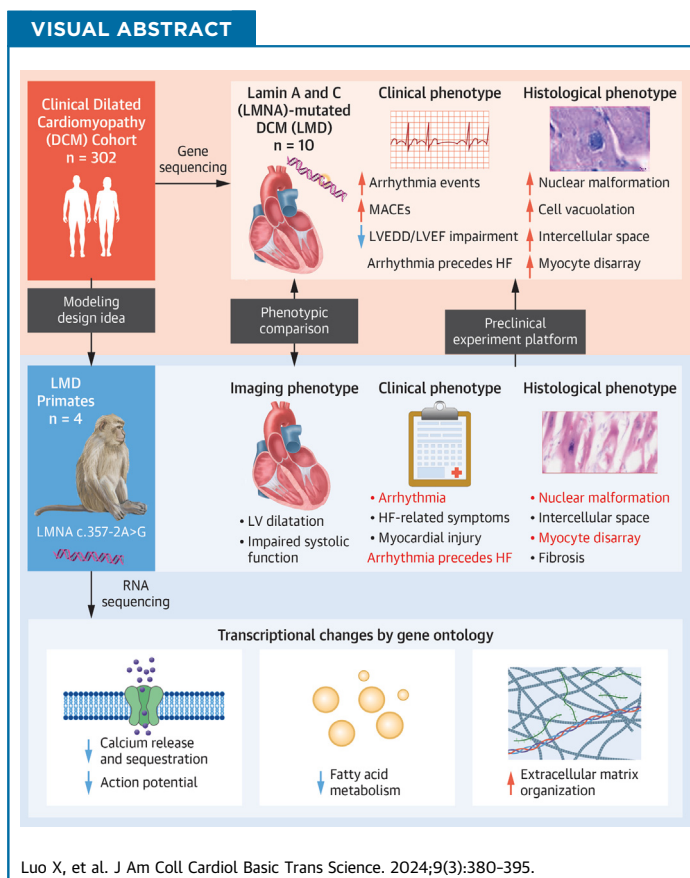 VISUAL ABSTRACT
Clinical Dilated
Cardiomyopathy
(DCM) Cohort
n = 302
Gene
sequencing
Lamin A and C
(LMNA)-mutated
DCM (LMD)
n = 10
Clinical phenotype
Arrhythmia events
MACEs
LVEDD/LVEF impairment
Arrhythmia precedes HF
Histological phenotype
Nuclear malformation
Cell vacuolation
Intercellular space
Myocyte disarray
Modeling
design idea
Phenotypic
comparison
Preclinical
experiment platform
LMD
Primates
n = 4
LMNA c.357-2A>G
Imaging phenotype
• LV dilatation
• Impaired systolic
function
Clinical phenotype
• Arrhythmia
• HF-related symptoms
• Myocardial injury
Arrhythmia precedes HF
Histological phenotype
• Nuclear malformation
• Intercellular space
• Myocyte disarray
• Fibrosis
RNA
sequencing
Transcriptional changes by gene ontology
Calcium release
and sequestration
Action potential
Fatty acid
metabolism
Extracellular matrix
organization
Luo X, et al. J Am Coll Cardiol Basic Trans Science. 2024;9(3):380–395.